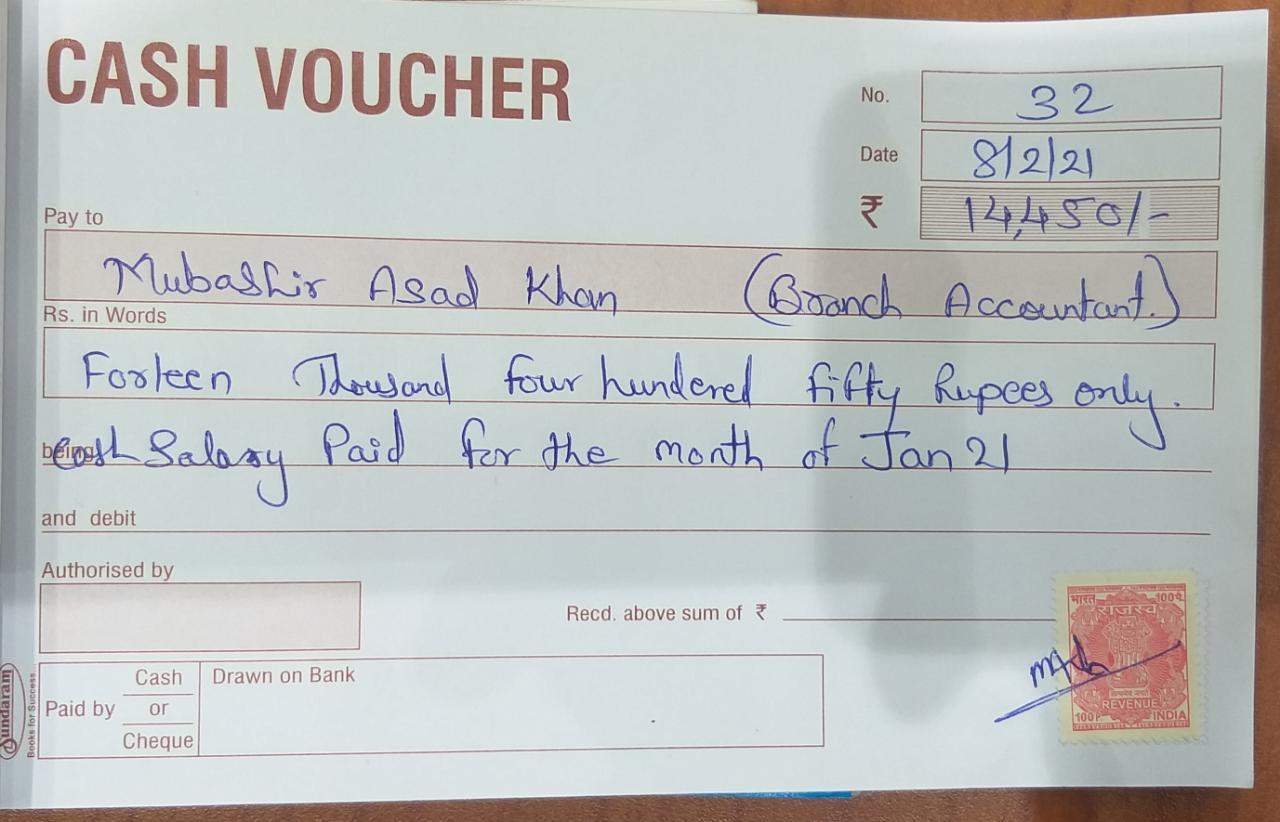 CASH VOUCHER
No. 32
Date 8/2/21
₹ 14,450/-
Pay to
Mubashir Asad Khan (Branch Accountant.)
Rs. in Words
Forteen Thousand four hundered fifty Rupees only.
being Cash Salary Paid for the month of Jan 21
and debit
Authorised by
Recd. above sum of ₹
भारत 100P
राजस्व
REVENUE
100P INDIA
Paid by Cash or Cheque
Drawn on Bank
Sundaram
Books for Success...